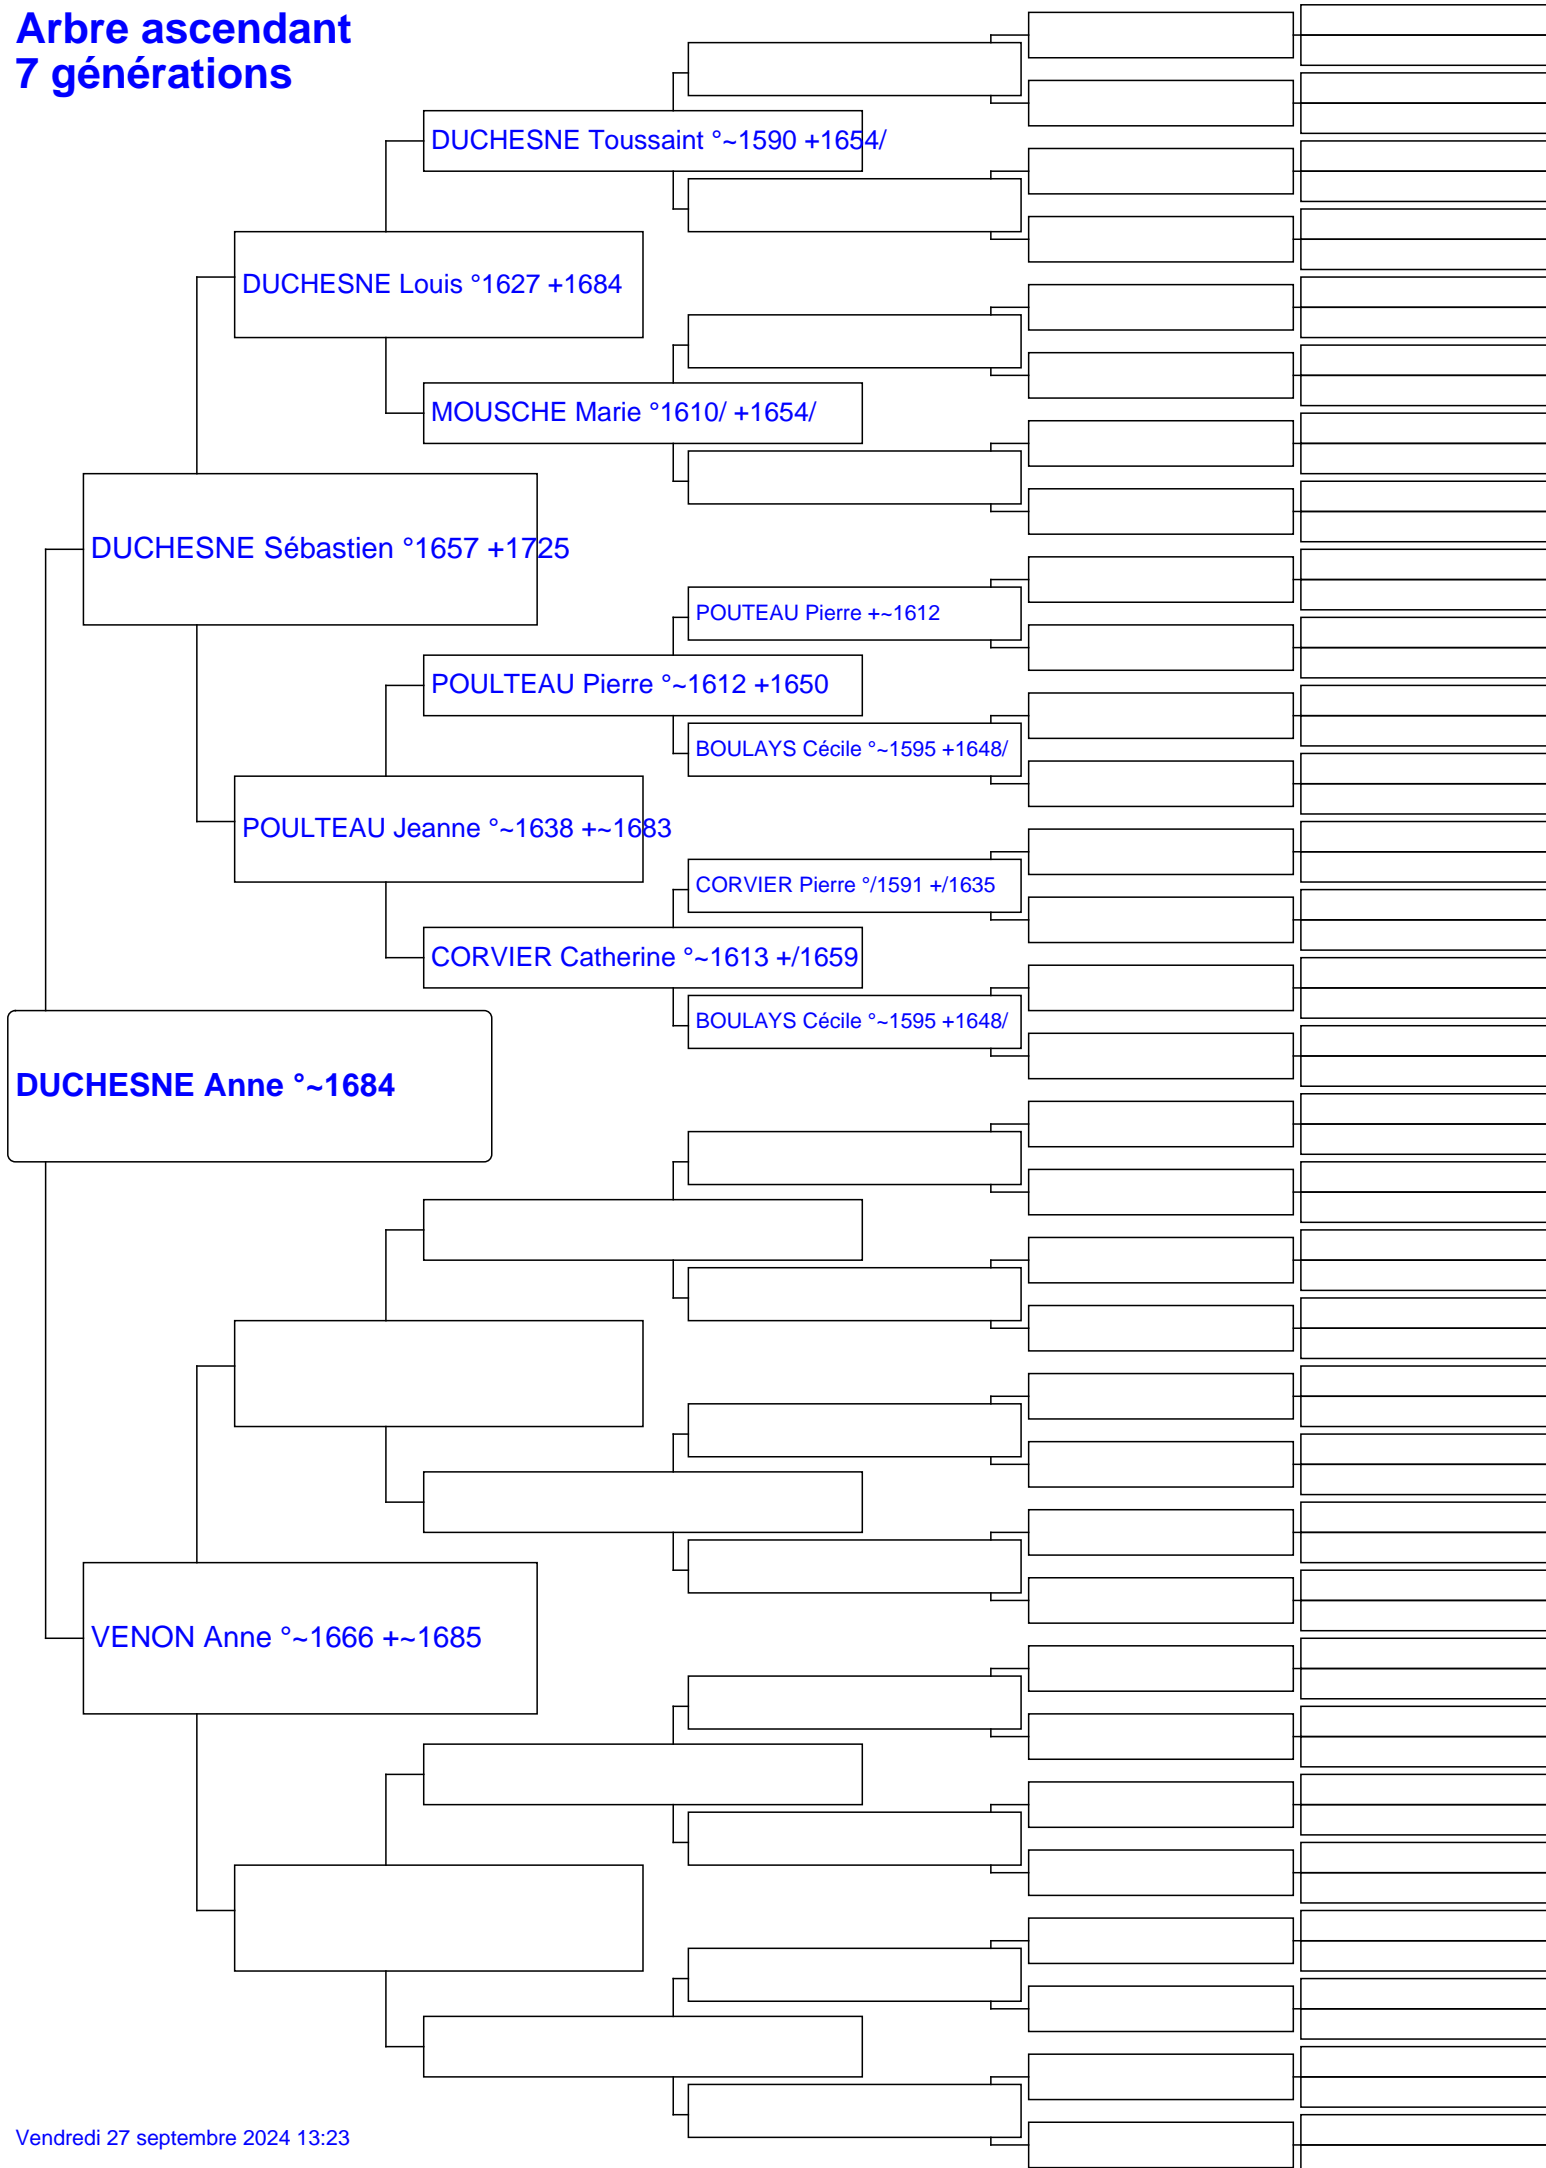 Arbre ascendant
7 générations
DUCHESNE Toussaint °~1590 +1654/
DUCHESNE Louis °1627 +1684
MOUSCHE Marie °1610/ +1654/
DUCHESNE Sébastien °1657 +1725
POUTEAU Pierre +~1612
POULTEAU Pierre °~1612 +1650
BOULAYS Cécile °~1595 +1648/
POULTEAU Jeanne °~1638 +~1683
CORVIER Pierre °/1591 +/1635
CORVIER Catherine °~1613 +/1659
BOULAYS Cécile °~1595 +1648/
DUCHESNE Anne °~1684
VENON Anne °~1666 +~1685
Vendredi 27 septembre 2024 13:23